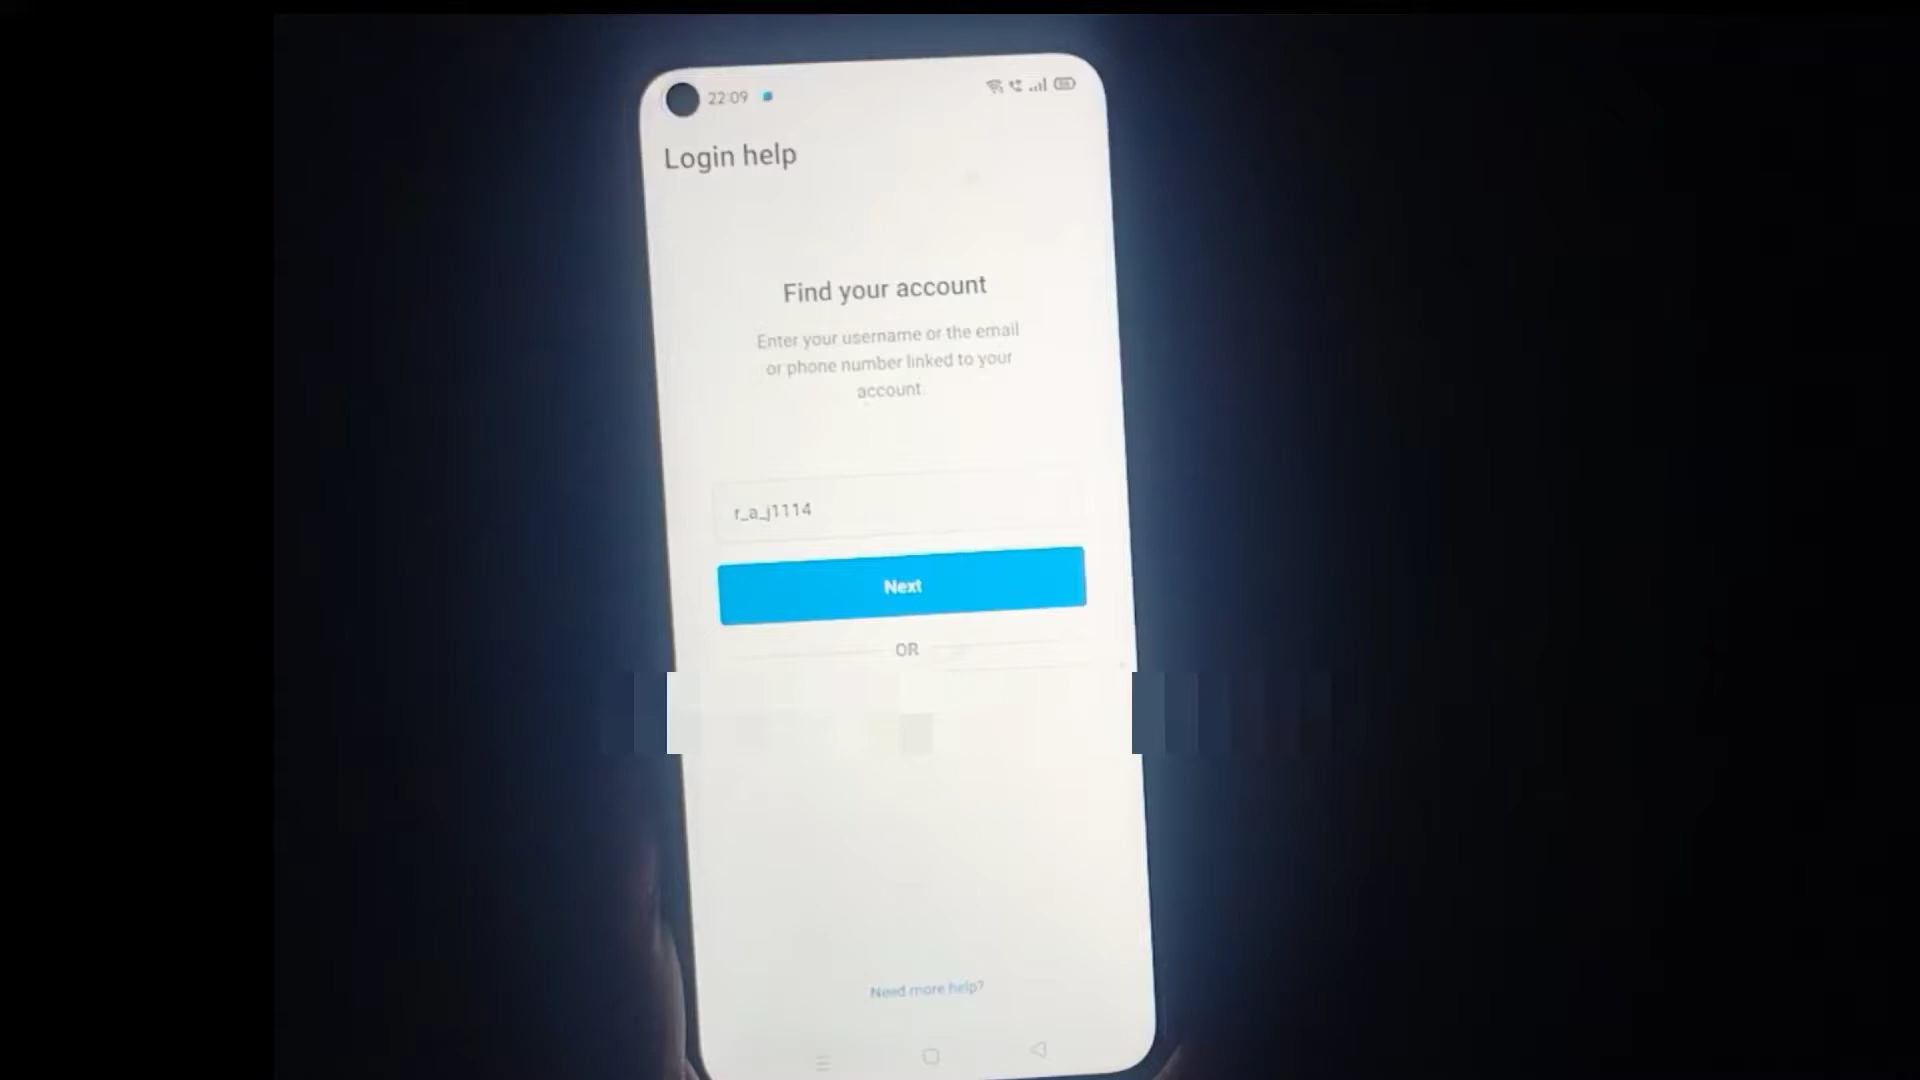 22:09
Login help
Find your account
Enter your username or the email
or phone number linked to your
account.
r_a_j1114
Next
OR
Need more help?